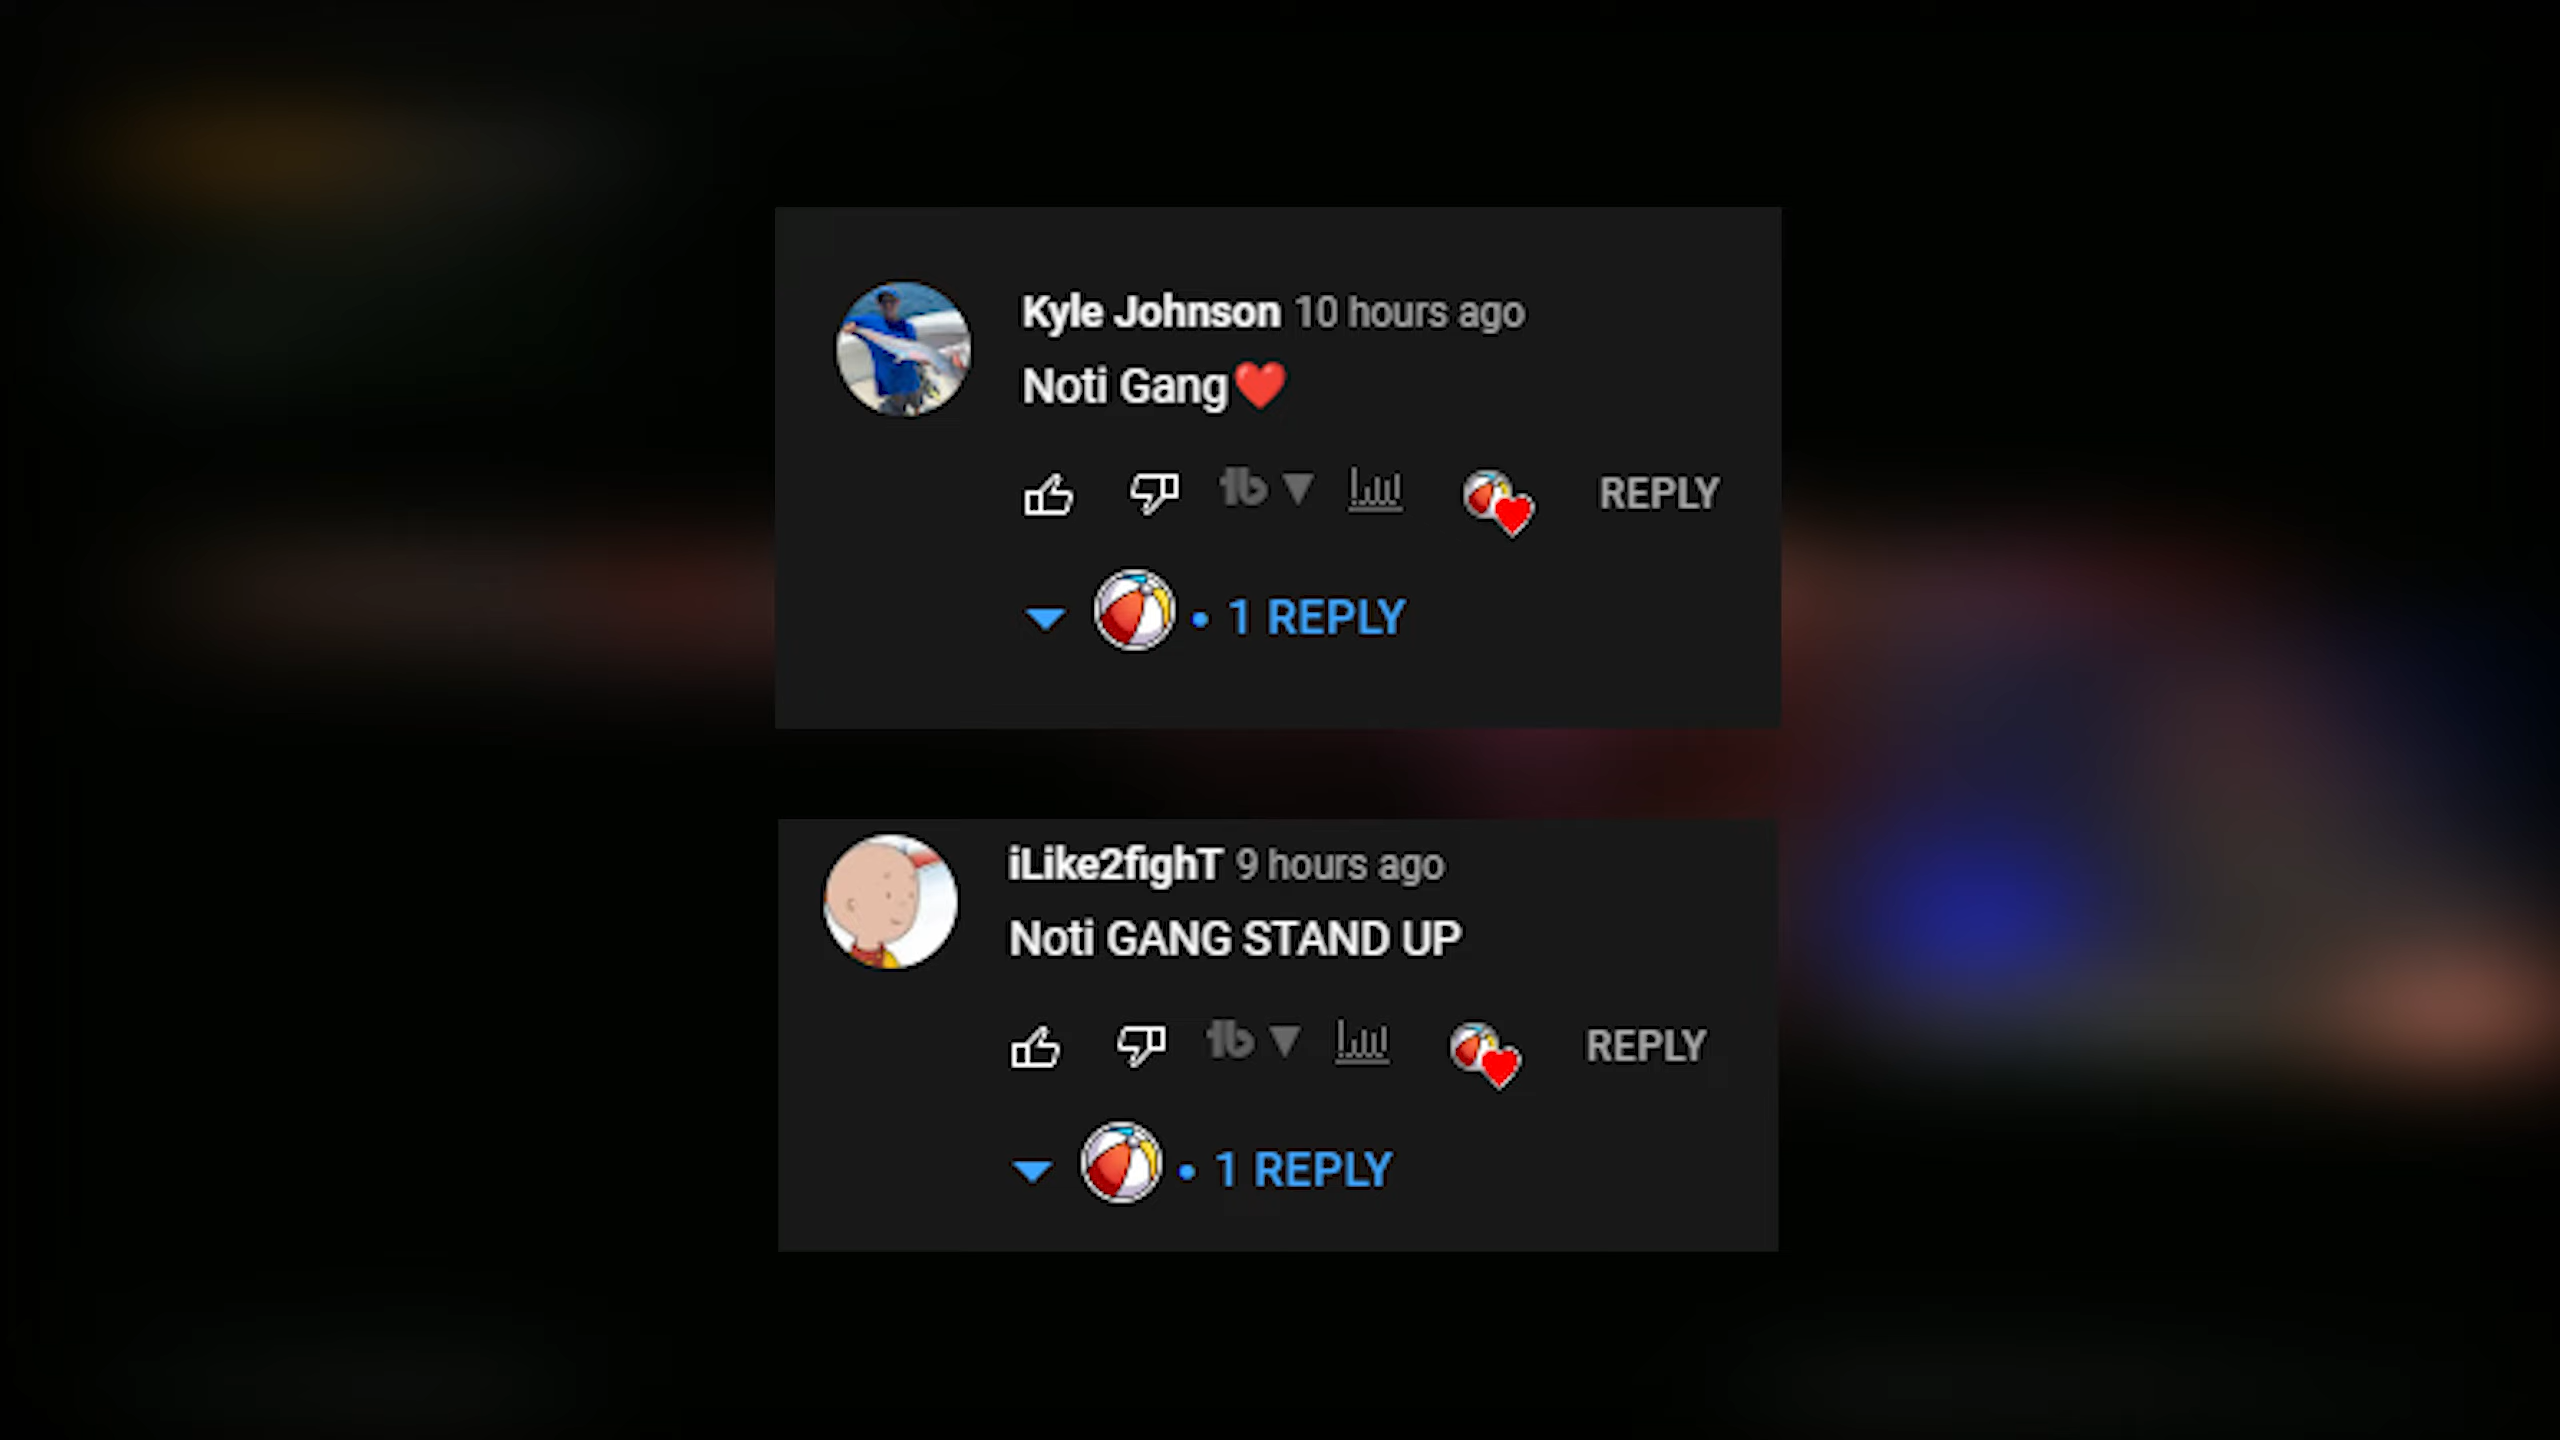 Kyle Johnson 10 hours ago
Noti Gang❤️
REPLY
• 1 REPLY
iLike2fighT 9 hours ago
Noti GANG STAND UP
REPLY
• 1 REPLY